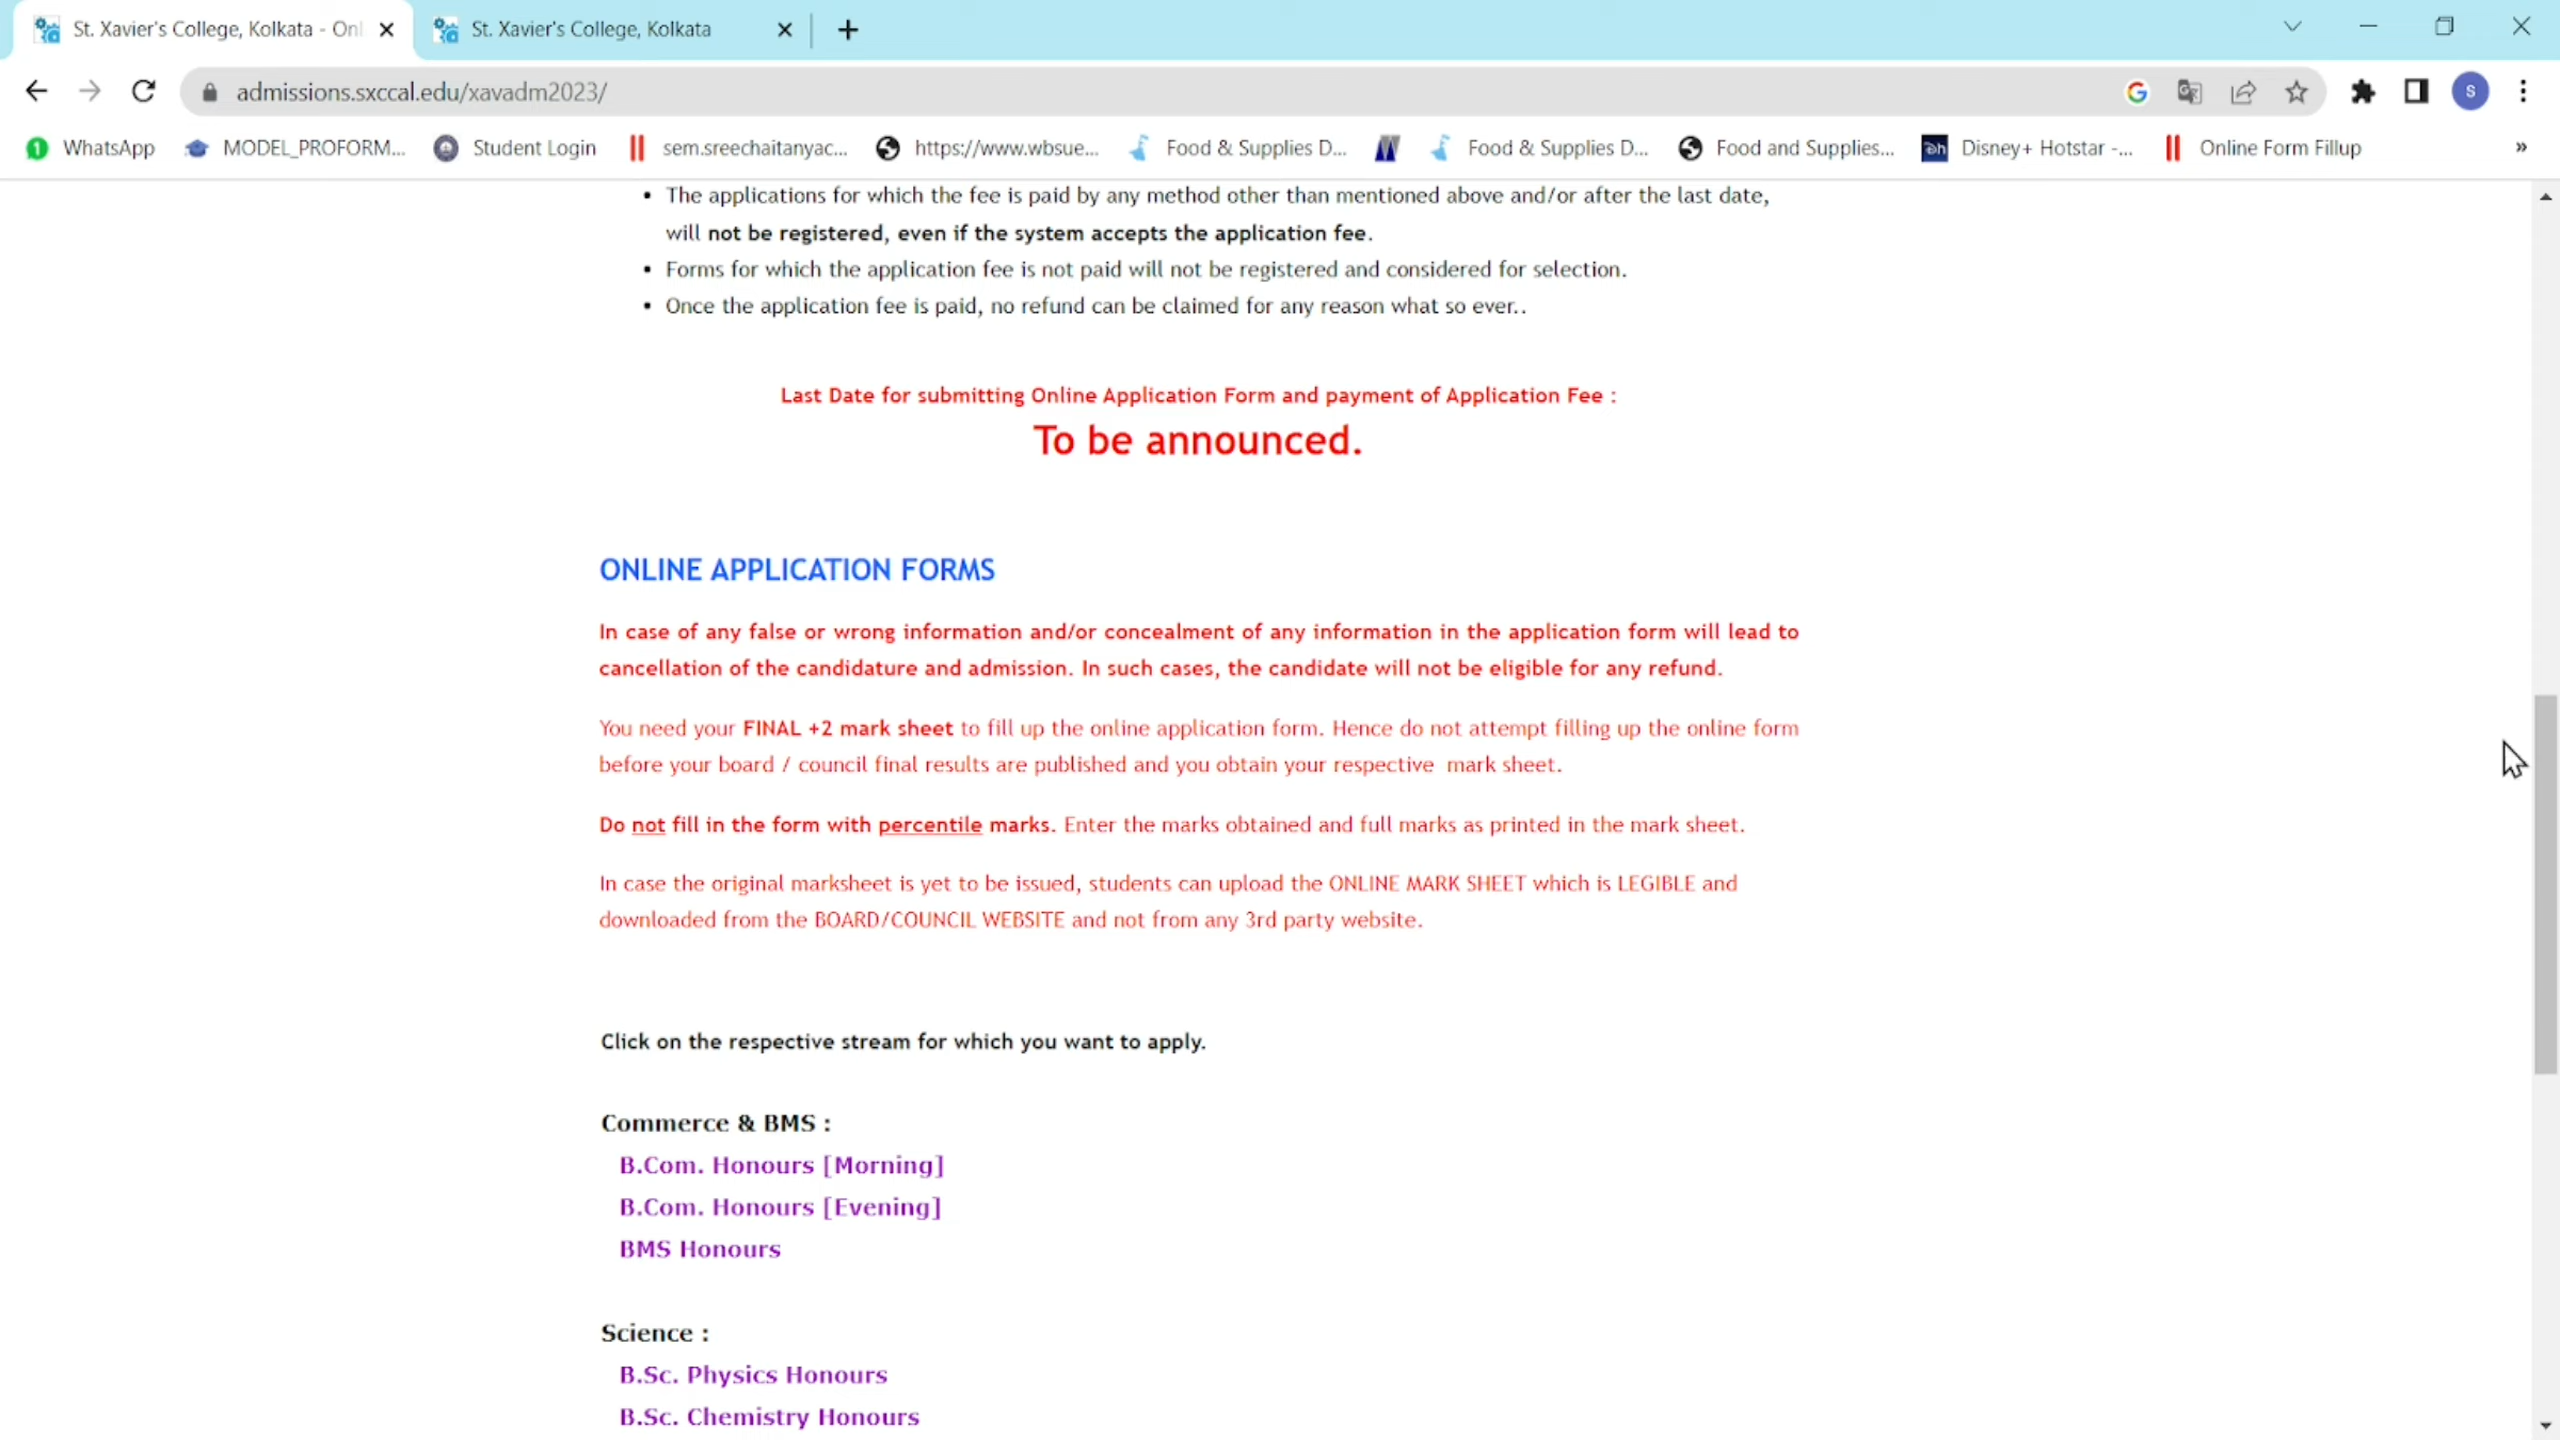 St. Xavier's College, Kolkata - Onl
St. Xavier's College, Kolkata
admissions.sxccal.edu/xavadm2023/
S
WhatsApp
MODEL_PROFORM...
Student Login
sem.sreechaitanyac...
https://www.wbsue...
Food & Supplies D...
Food & Supplies D...
Food and Supplies...
Disney+ Hotstar -...
Online Form Fillup
»
• The applications for which the fee is paid by any method other than mentioned above and/or after the last date,
will not be registered, even if the system accepts the application fee.
• Forms for which the application fee is not paid will not be registered and considered for selection.
• Once the application fee is paid, no refund can be claimed for any reason what so ever..
Last Date for submitting Online Application Form and payment of Application Fee :
To be announced.
ONLINE APPLICATION FORMS
In case of any false or wrong information and/or concealment of any information in the application form will lead to
cancellation of the candidature and admission. In such cases, the candidate will not be eligible for any refund.
You need your FINAL +2 mark sheet to fill up the online application form. Hence do not attempt filling up the online form
before your board / council final results are published and you obtain your respective mark sheet.
Do not fill in the form with percentile marks. Enter the marks obtained and full marks as printed in the mark sheet.
In case the original marksheet is yet to be issued, students can upload the ONLINE MARK SHEET which is LEGIBLE and
downloaded from the BOARD/COUNCIL WEBSITE and not from any 3rd party website.
Click on the respective stream for which you want to apply.
Commerce & BMS :
B.Com. Honours [Morning]
B.Com. Honours [Evening]
BMS Honours
Science :
B.Sc. Physics Honours
B.Sc. Chemistry Honours